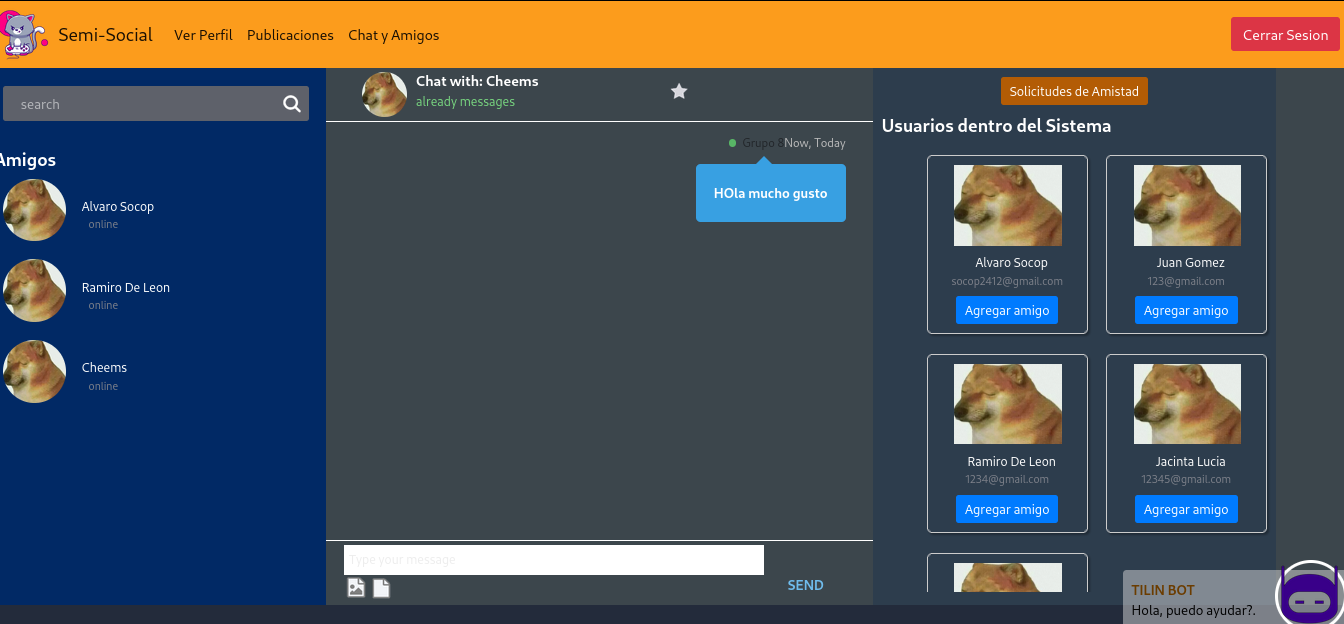 Semi-Social
Ver Perfil
Publicaciones
Chat y Amigos
Cerrar Sesion
search
Amigos
Alvaro Socop
online
Ramiro De Leon
online
Cheems
online
Chat with: Cheems
already messages
Grupo 8Now, Today
HOla mucho gusto
Type your message
SEND
Solicitudes de Amistad
Usuarios dentro del Sistema
Alvaro Socop
socop2412@gmail.com
Agregar amigo
Juan Gomez
123@gmail.com
Agregar amigo
Ramiro De Leon
1234@gmail.com
Agregar amigo
Jacinta Lucia
12345@gmail.com
Agregar amigo
TILIN BOT
Hola, puedo ayudar?.